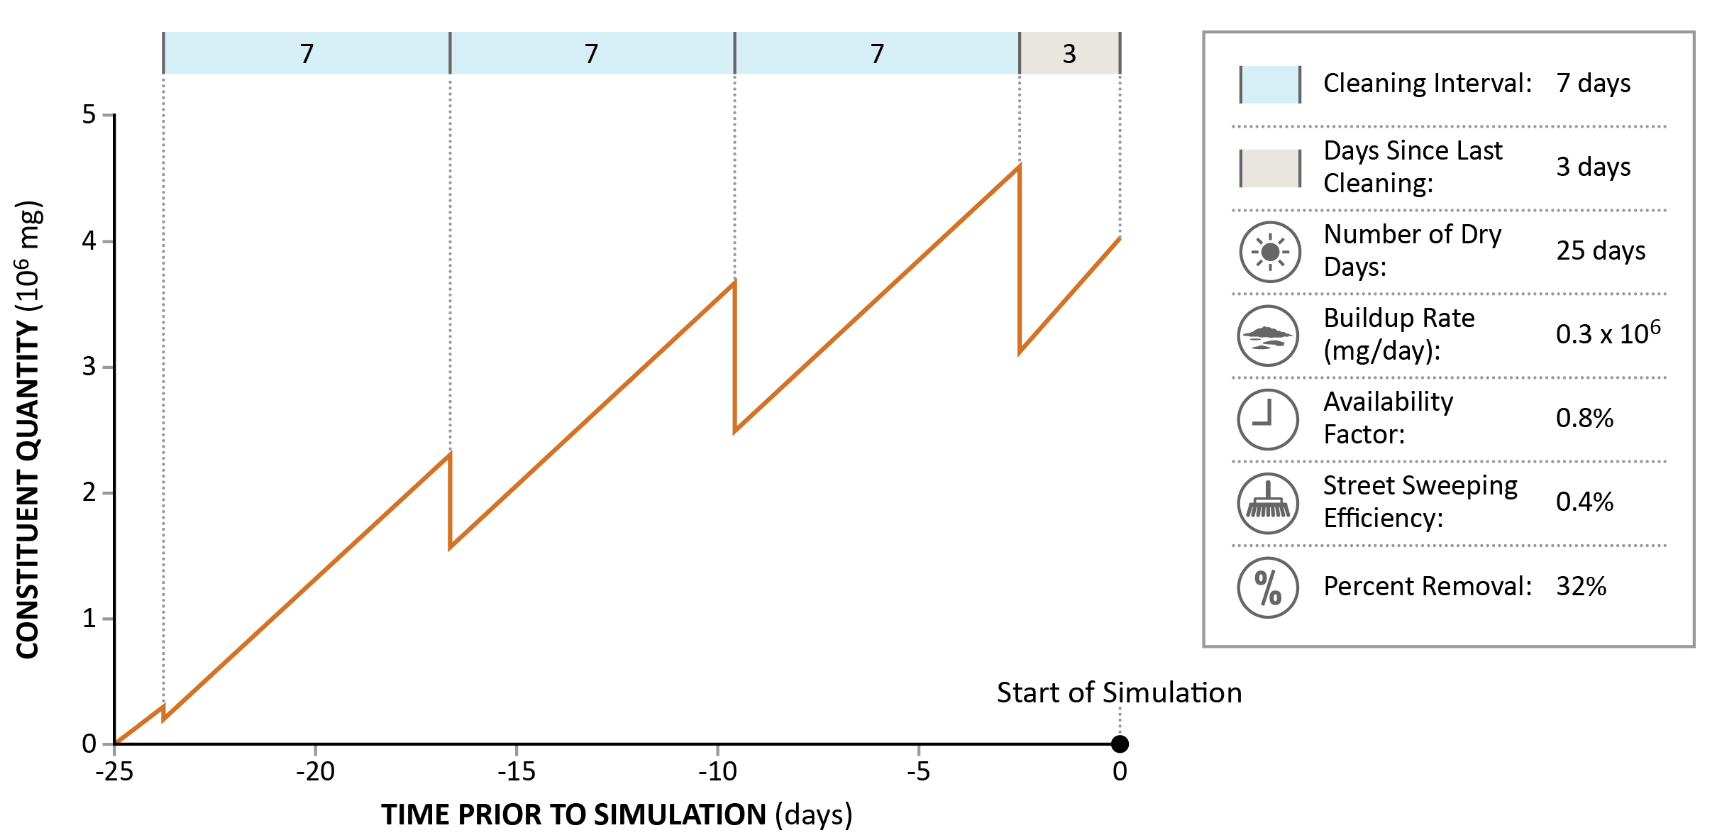 7 7 7 3
5
4
3
2
1
0
CONSTITUENT QUANTITY (10⁶ mg)
-25 -20 -15 -10 -5 0
TIME PRIOR TO SIMULATION (days)
Start of Simulation
Cleaning Interval: 7 days
Days Since Last
Cleaning: 3 days
Number of Dry
Days: 25 days
Buildup Rate
(mg/day): 0.3 x 10⁶
Availability
Factor: 0.8%
Street Sweeping
Efficiency: 0.4%
% Percent Removal: 32%